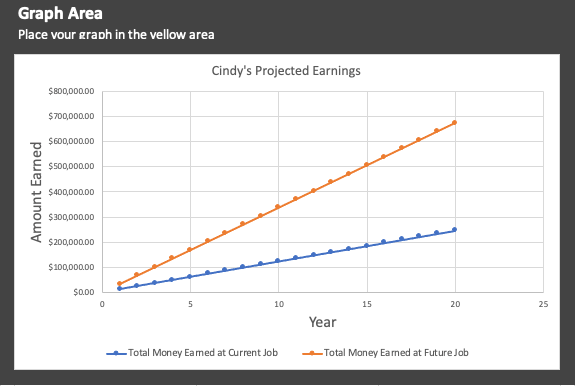 Graph Area
Place your graph in the yellow area
Cindy's Projected Earnings
$800,000.00
$700,000.00
$600,000.00
$500,000.00
$400,000.00
$300,000.00
$200,000.00
$100,000.00
$0.00
Amount Earned
0 5 10 15 20 25
Year
Total Money Earned at Current Job Total Money Earned at Future Job